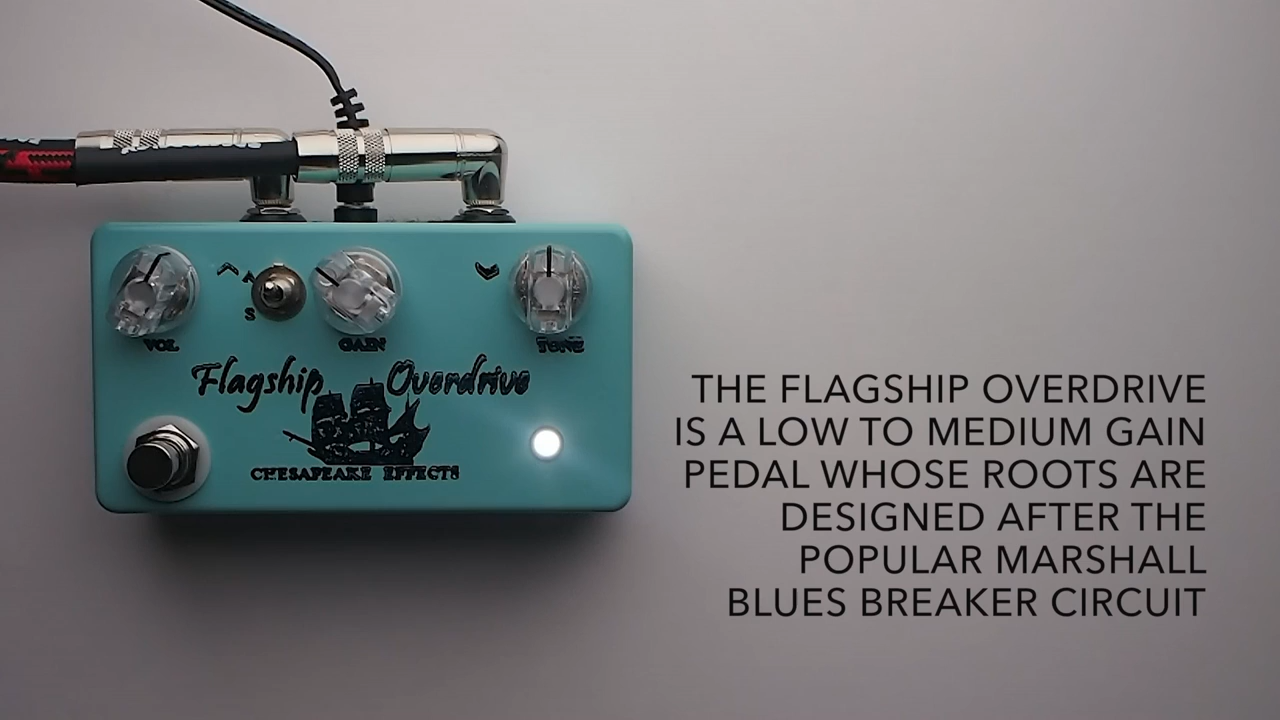 VOL
S
GAIN
TONE
Flagship Overdrive
CHESAPEAKE EFFECTS
THE FLAGSHIP OVERDRIVE
IS A LOW TO MEDIUM GAIN
PEDAL WHOSE ROOTS ARE
DESIGNED AFTER THE
POPULAR MARSHALL
BLUES BREAKER CIRCUIT